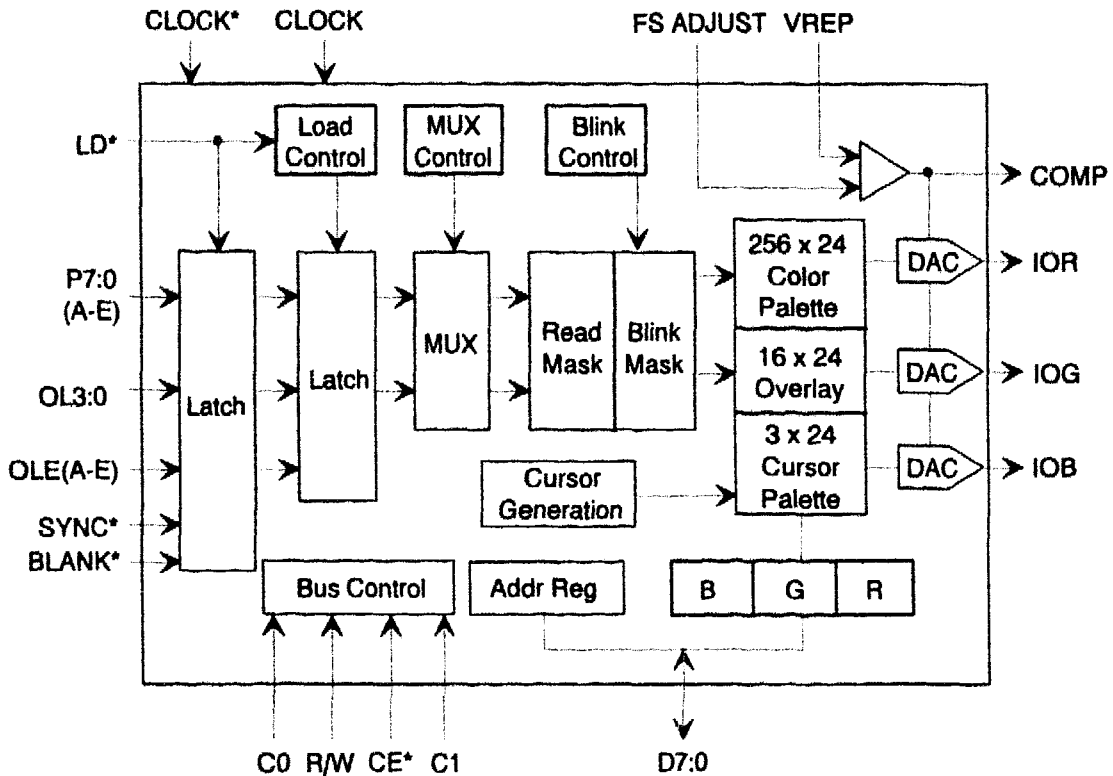 CLOCK* CLOCK
FS ADJUST VREP
LD*
Load
Control
MUX
Control
Blink
Control
COMP
P7:0
(A-E)
OL3:0
OLE(A-E)
SYNC*
BLANK*
Latch
Latch
MUX
Read
Mask
Blink
Mask
256 x 24
Color
Palette
16 x 24
Overlay
3 x 24
Cursor
Palette
DAC
IOR
DAC
IOG
DAC
IOB
Cursor
Generation
Bus Control
Addr Reg
B G R
C0 R/W CE* C1
D7:0